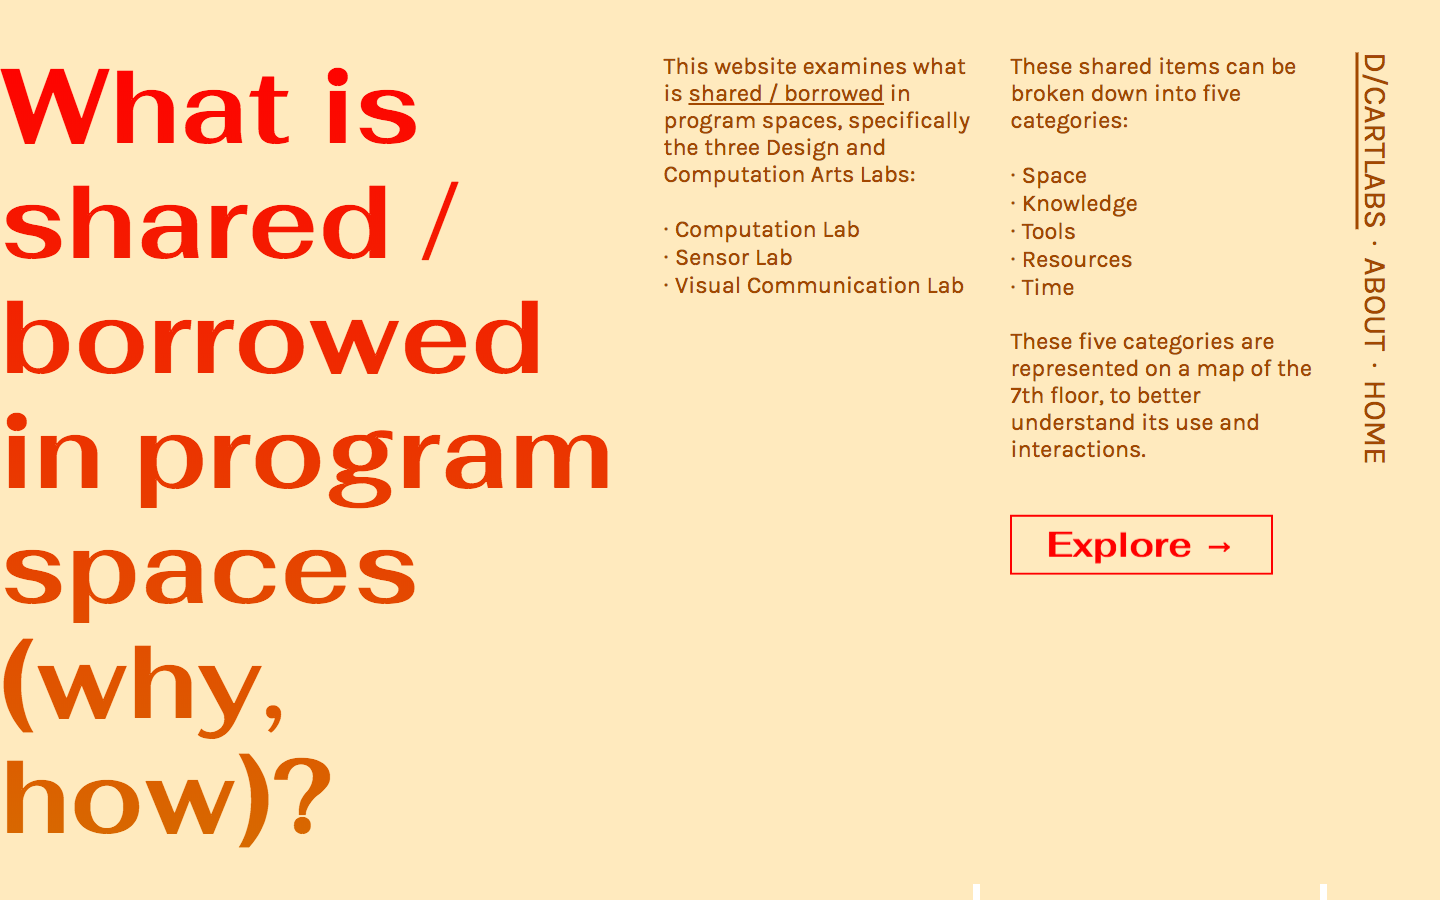 What is
shared /
borrowed
in program
spaces
(why,
how)?
This website examines what
is shared / borrowed in
program spaces, specifically
the three Design and
Computation Arts Labs:
· Computation Lab
· Sensor Lab
· Visual Communication Lab
These shared items can be
broken down into five
categories:
· Space
· Knowledge
· Tools
· Resources
· Time
These five categories are
represented on a map of the
7th floor, to better
understand its use and
interactions.
Explore →
D/CARTLABS · ABOUT · HOME